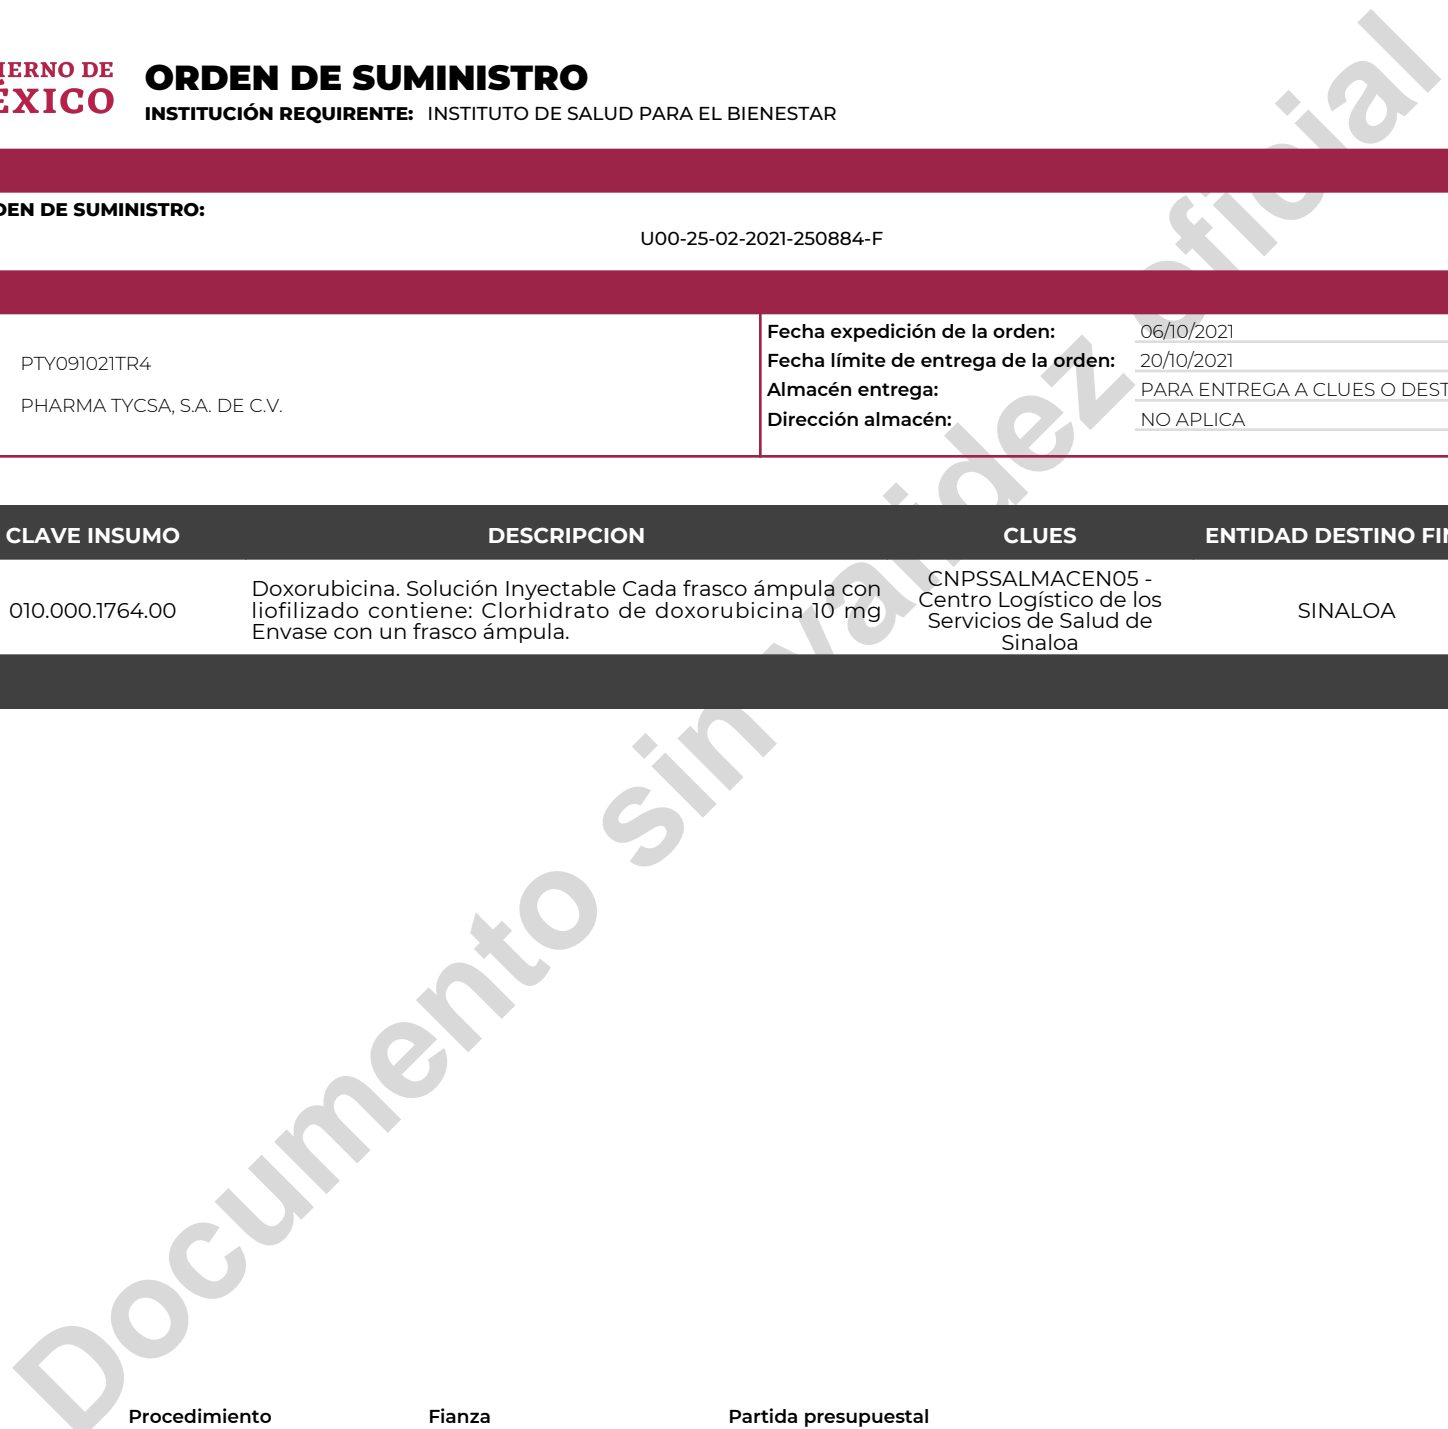 IERNO DE
ÉXICO
ORDEN DE SUMINISTRO
INSTITUCIÓN REQUIRENTE: INSTITUTO DE SALUD PARA EL BIENESTAR
DEN DE SUMINISTRO:
U00-25-02-2021-250884-F
PTY091021TR4
PHARMA TYCSA, S.A. DE C.V.
Fecha expedición de la orden: 06/10/2021
Fecha límite de entrega de la orden: 20/10/2021
Almacén entrega: PARA ENTREGA A CLUES O DEST
Dirección almacén: NO APLICA
CLAVE INSUMO DESCRIPCION CLUES ENTIDAD DESTINO FIN
010.000.1764.00
Doxorubicina. Solución Inyectable Cada frasco ámpula con
liofilizado contiene: Clorhidrato de doxorubicina 10 mg
Envase con un frasco ámpula.
CNPSSALMACEN05 -
Centro Logístico de los
Servicios de Salud de
Sinaloa
SINALOA
Documento sin validez oficial
Procedimiento Fianza Partida presupuestal